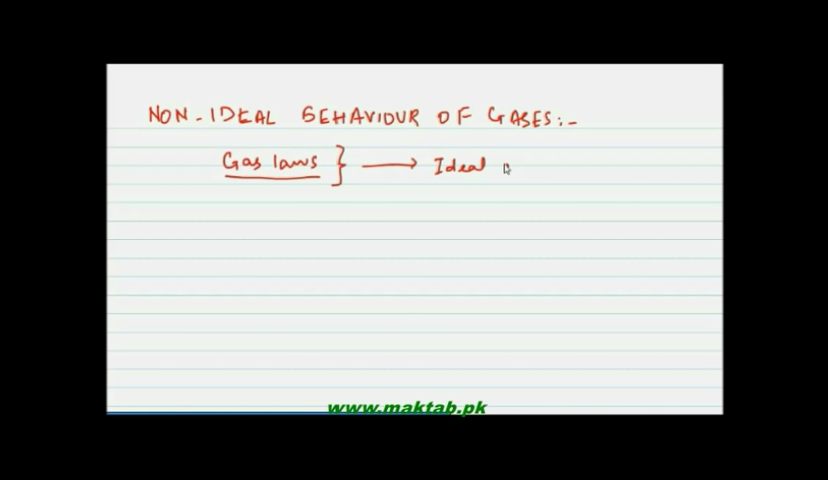 NON-IDEAL BEHAVIOUR OF GASES:-
Gas laws } → Ideal
www.maktab.pk